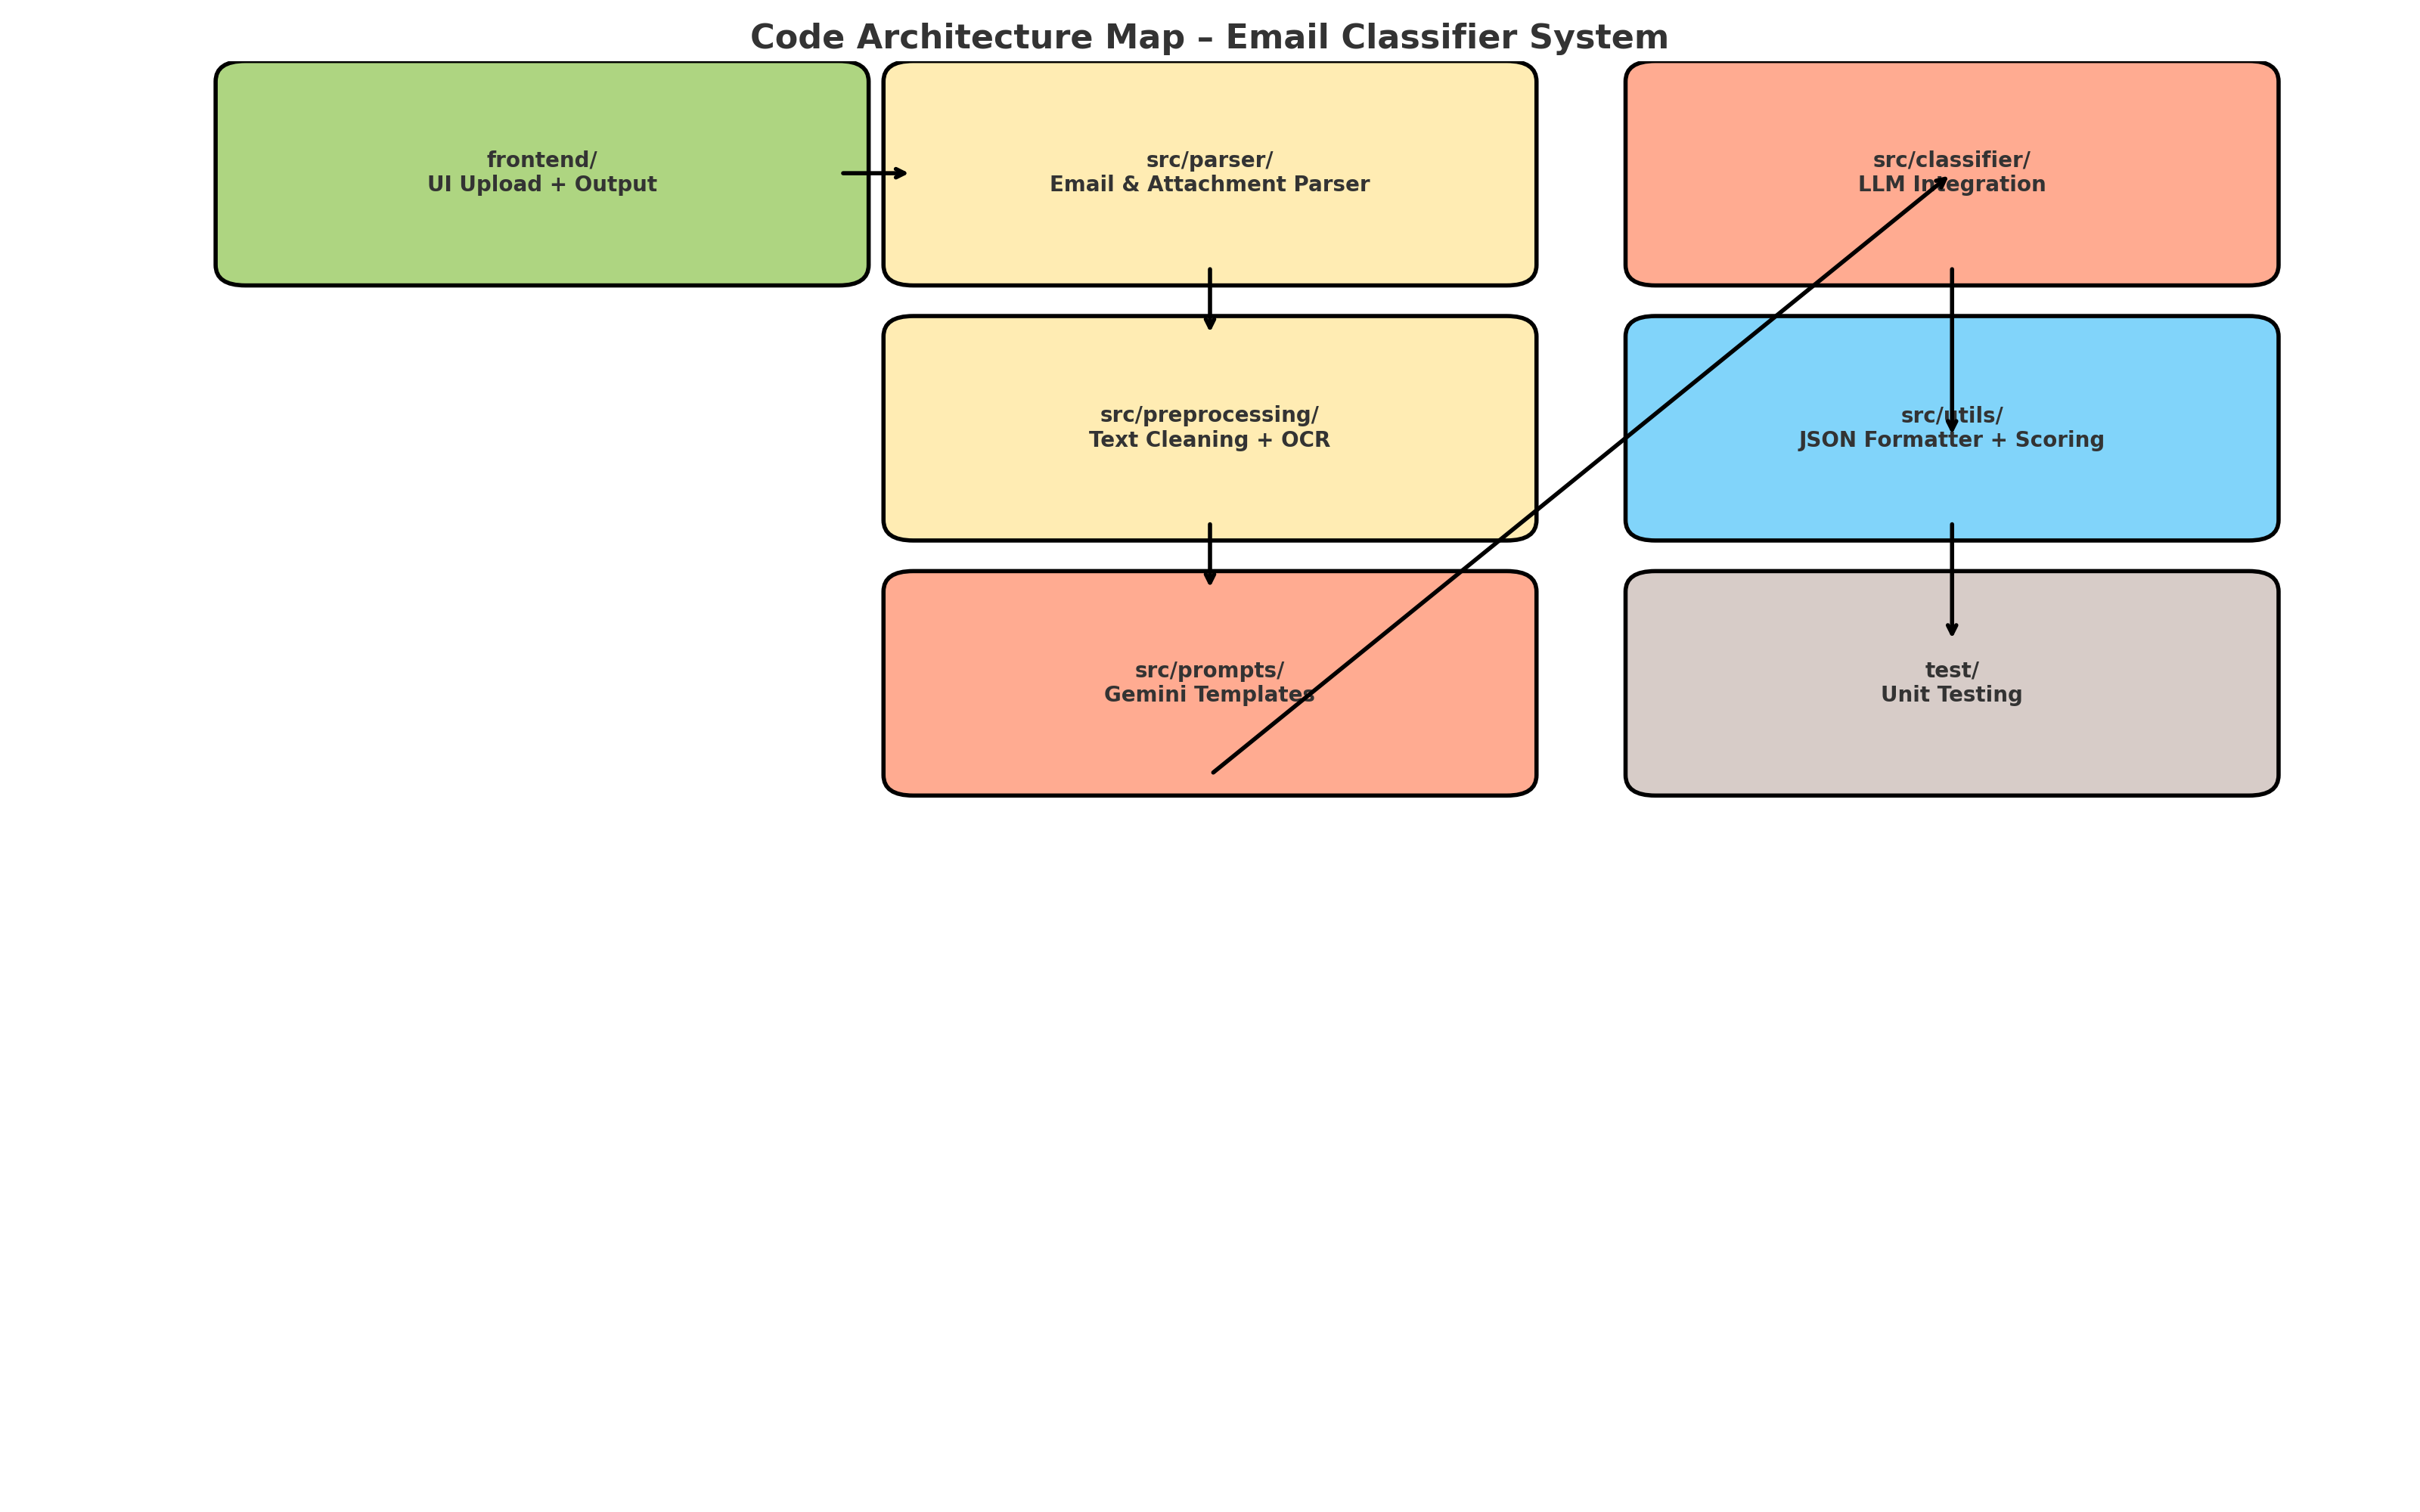 Code Architecture Map – Email Classifier System
frontend/
UI Upload + Output
src/parser/
Email & Attachment Parser
src/classifier/
LLM Integration
src/preprocessing/
Text Cleaning + OCR
src/utils/
JSON Formatter + Scoring
src/prompts/
Gemini Templates
test/
Unit Testing